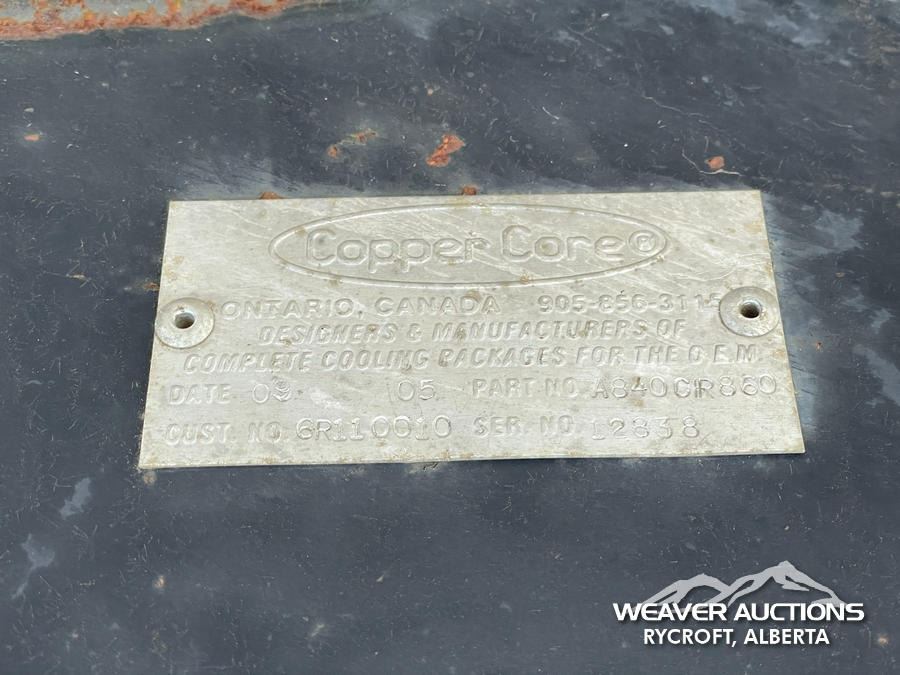 Copper Core®
ONTARIO, CANADA 905-856-3115
DESIGNERS & MANUFACTURERS OF
COMPLETE COOLING PACKAGES FOR THE O.E.M.
DATE 09 05 PART NO. A840CIR860
CUST. NO. 6R110010 SER. NO. 12838
WEAVER AUCTIONS
RYCROFT, ALBERTA